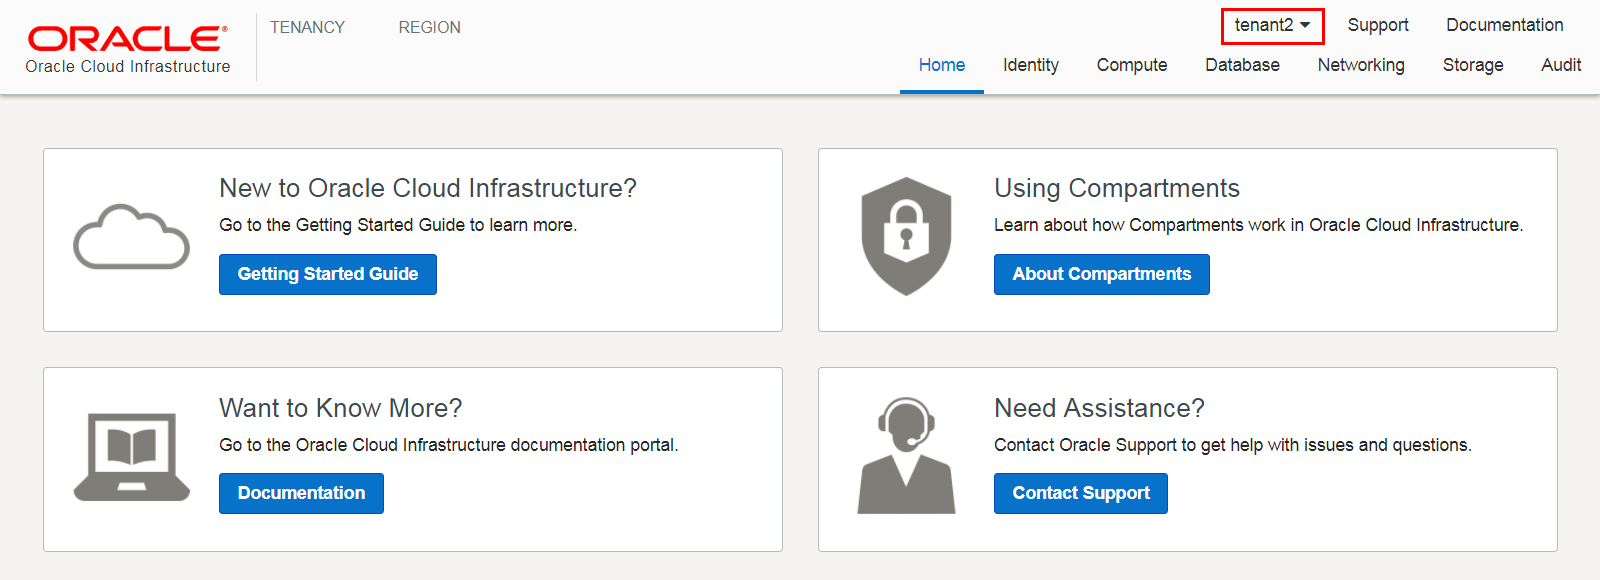 ORACLE®
Oracle Cloud Infrastructure
TENANCY
REGION
tenant2
Support
Documentation
Home
Identity
Compute
Database
Networking
Storage
Audit
New to Oracle Cloud Infrastructure?
Go to the Getting Started Guide to learn more.
Getting Started Guide
Using Compartments
Learn about how Compartments work in Oracle Cloud Infrastructure.
About Compartments
Want to Know More?
Go to the Oracle Cloud Infrastructure documentation portal.
Documentation
Need Assistance?
Contact Oracle Support to get help with issues and questions.
Contact Support